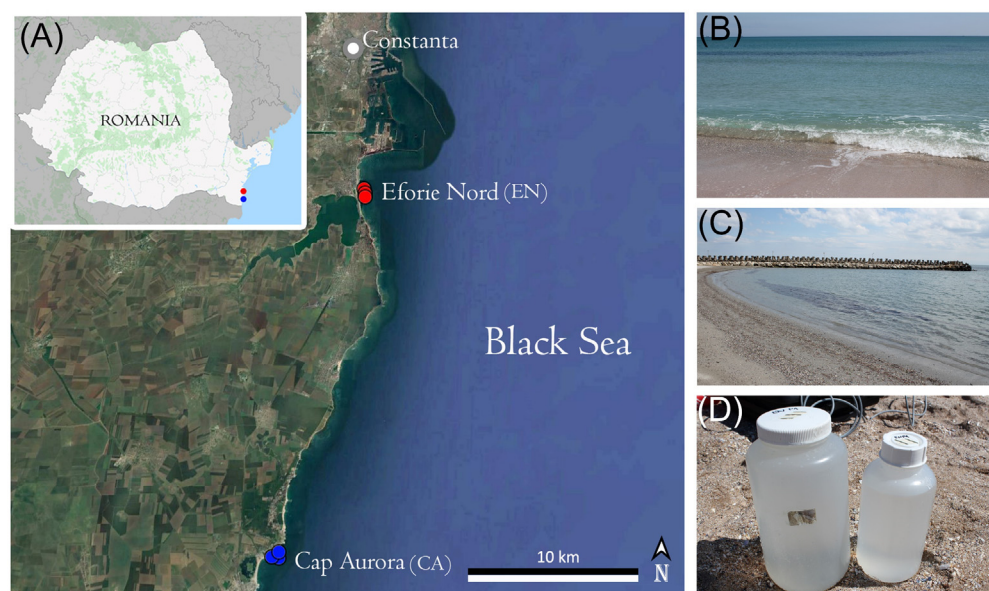 (A)
ROMANIA
Constanta
Eforie Nord (EN)
Black Sea
Cap Aurora (CA)
10 km
N
(B)
(C)
(D)